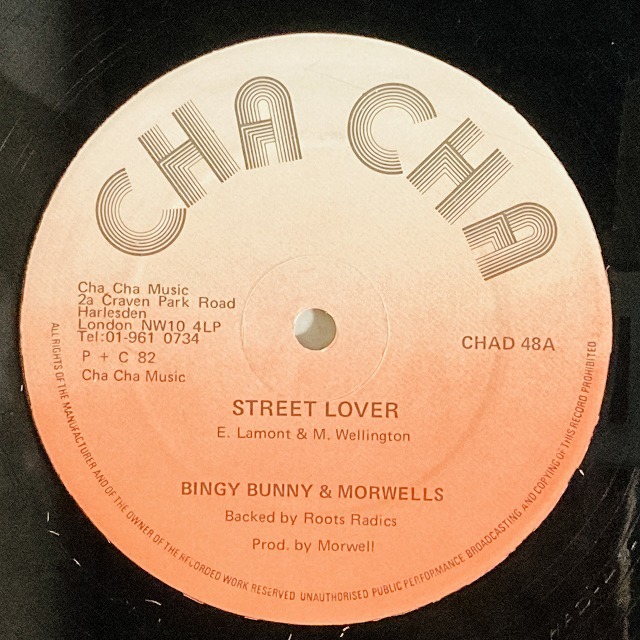 CHA CHA
Cha Cha Music
2a Craven Park Road
Harlesden
London NW10 4LP
Tel:01-961 0734
P + C 82
Cha Cha Music
CHAD 48A
STREET LOVER
E. Lamont & M. Wellington
BINGY BUNNY & MORWELLS
Backed by Roots Radics
Prod. by Morwell
ALL RIGHTS OF THE MANUFACTURER AND OF THE OWNER OF THE RECORDED WORK RESERVED UNAUTHORISED PUBLIC PERFORMANCE BROADCASTING AND COPYING OF THIS RECORD PROHIBITED